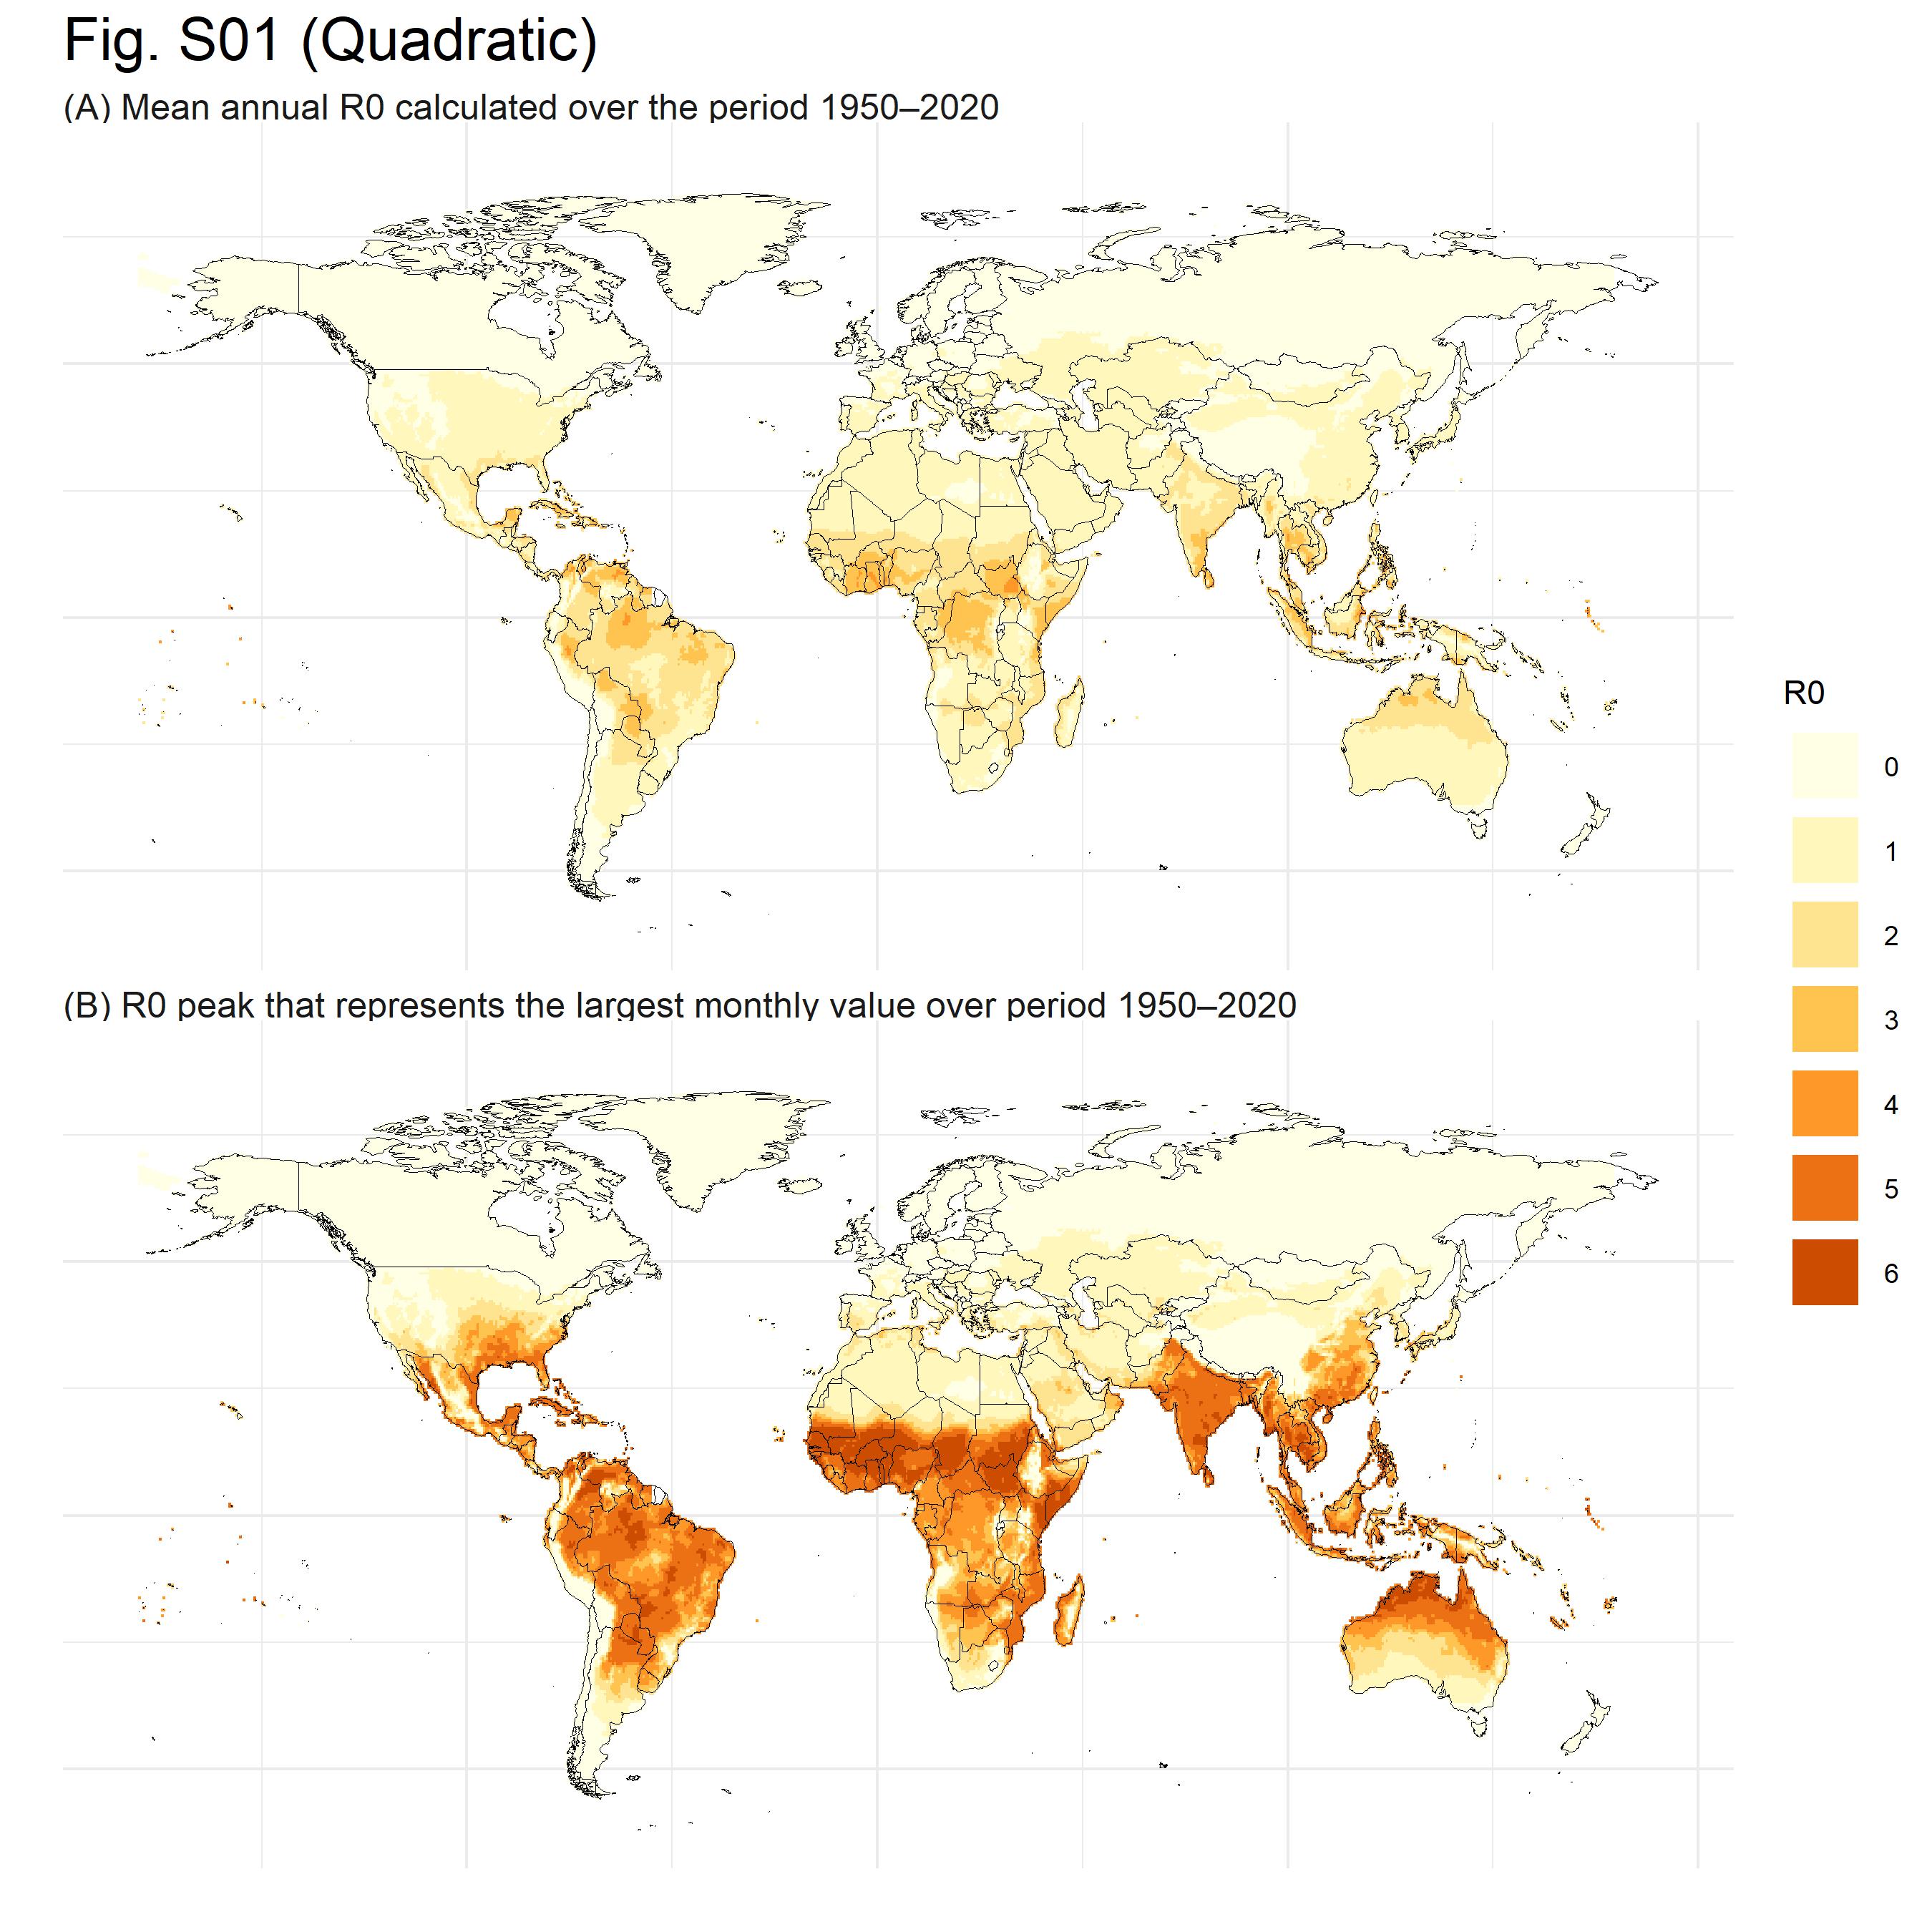 Fig. S01 (Quadratic)
(A) Mean annual R0 calculated over the period 1950–2020
R0
0
1
2
3
4
5
6
(B) R0 peak that represents the largest monthly value over period 1950–2020